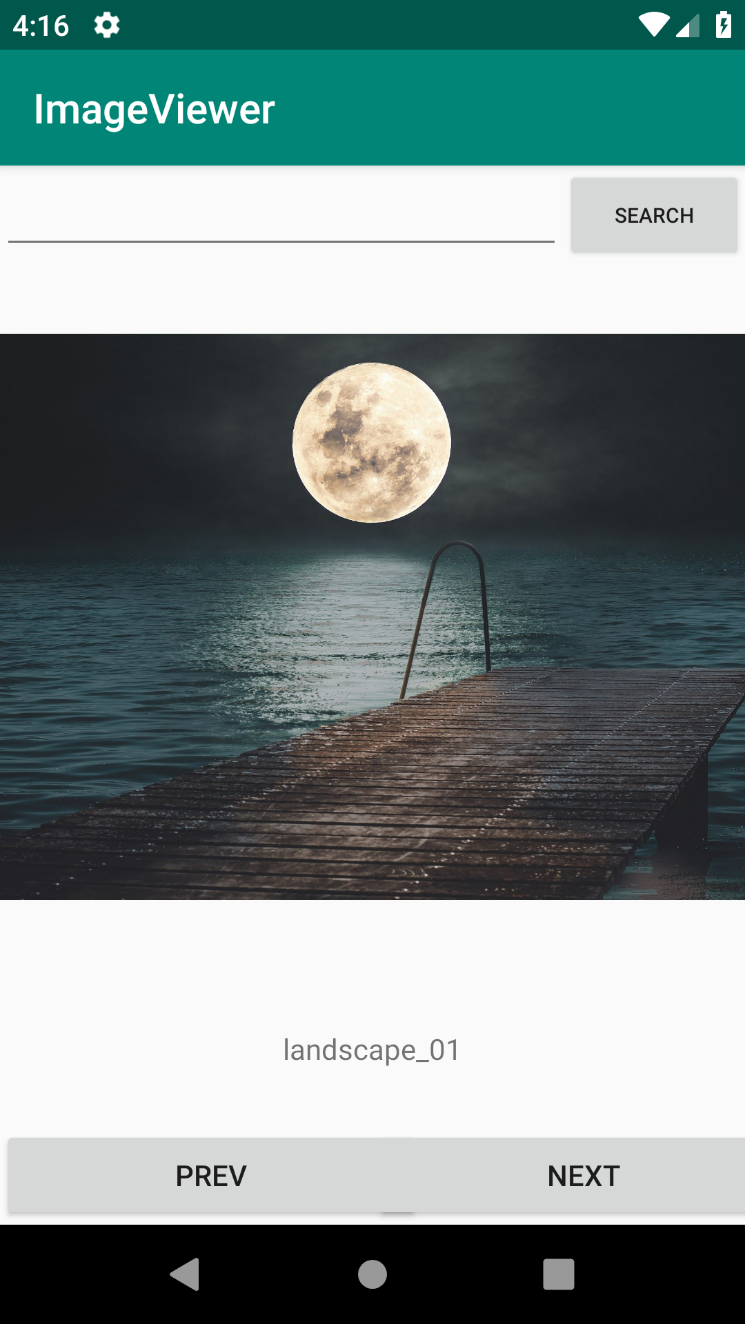 4:16
ImageViewer
SEARCH
landscape_01
PREV
NEXT